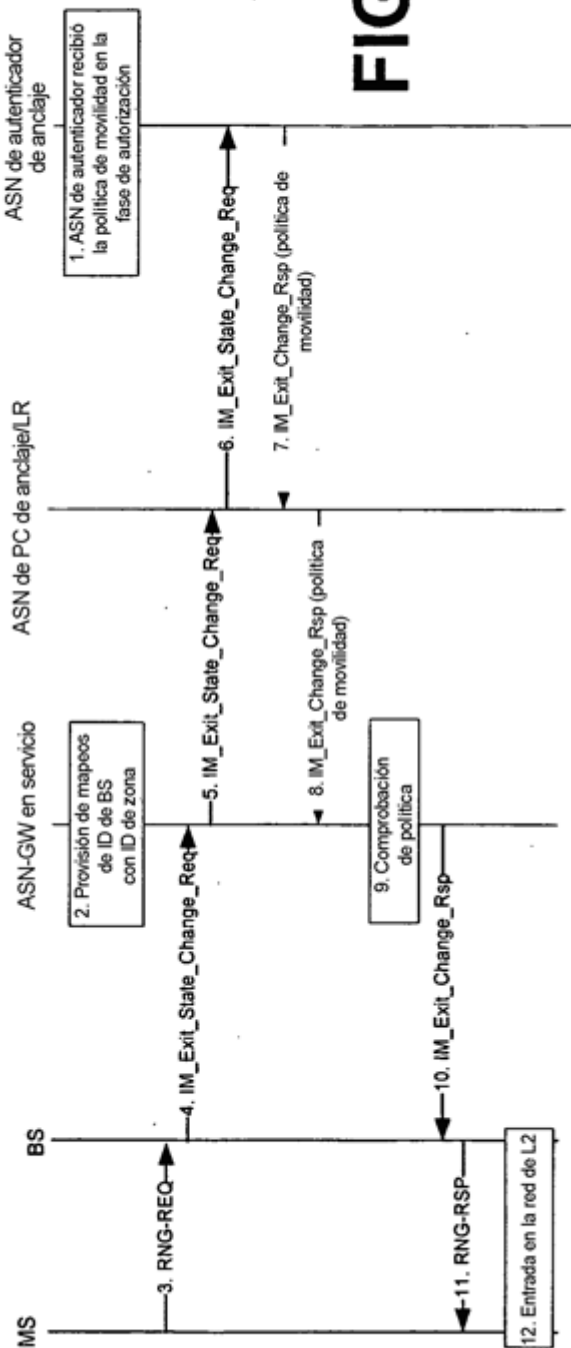 MS
BS
ASN-GW en servicio
ASN de PC de anclaje/LR
ASN de autenticador
de anclaje
1. ASN de autenticador recibió
la política de movilidad en la
fase de autorización
2. Provisión de mapeos
de ID de BS
con ID de zona
3. RNG-REQ
4. IM_Exit_State_Change_Req
5. IM_Exit_State_Change_Req
6. IM_Exit_State_Change_Req
7. IM_Exit_Change_Rsp (política de
movilidad)
8. IM_Exit_Change_Rsp (política
de movilidad)
9. Comprobación
de política
10. IM_Exit_Change_Rsp
11. RNG-RSP
12. Entrada en la red de L2
FIG